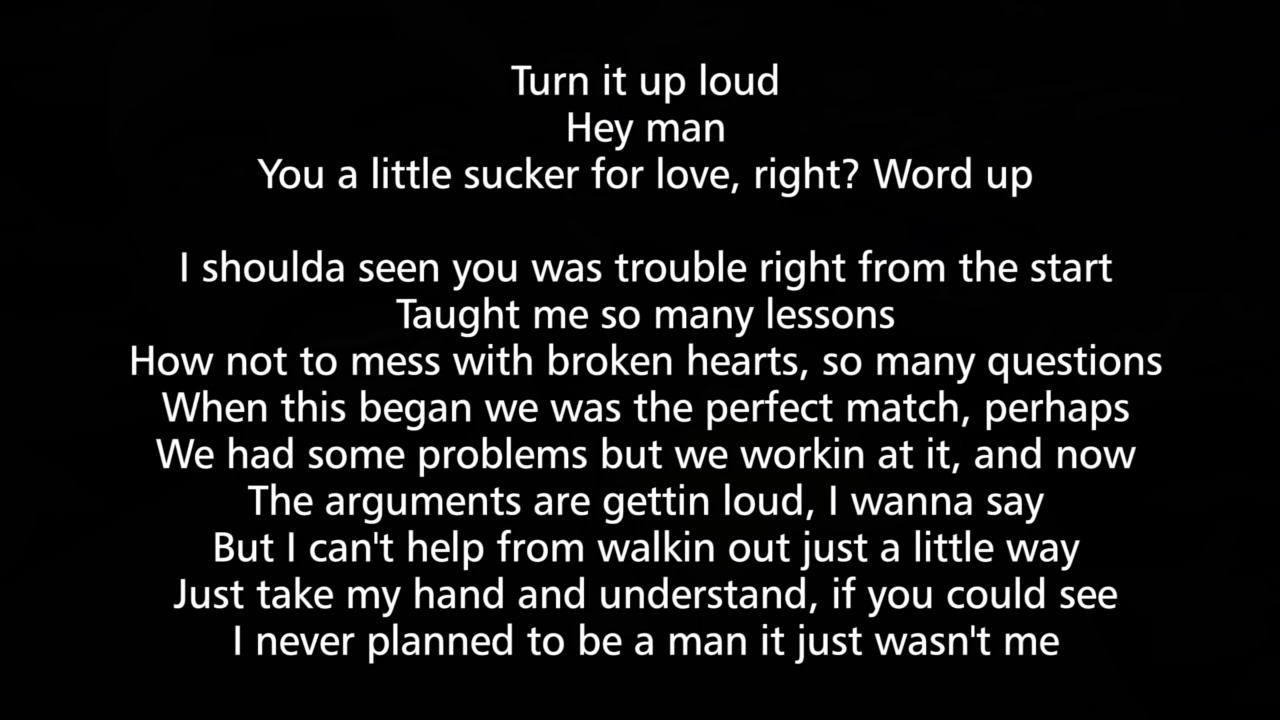 Turn it up loud
Hey man
You a little sucker for love, right? Word up
I shoulda seen you was trouble right from the start
Taught me so many lessons
How not to mess with broken hearts, so many questions
When this began we was the perfect match, perhaps
We had some problems but we workin at it, and now
The arguments are gettin loud, I wanna say
But I can't help from walkin out just a little way
Just take my hand and understand, if you could see
I never planned to be a man it just wasn't me